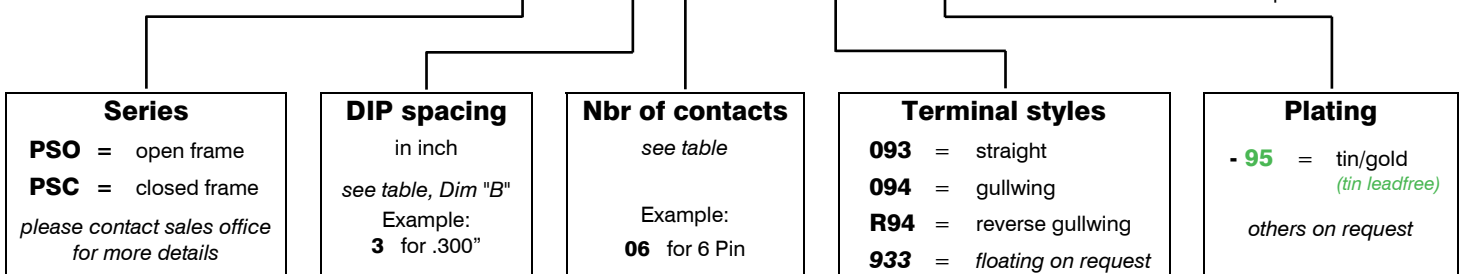 Series
PSO = open frame
PSC = closed frame
please contact sales office
for more details
DIP spacing
in inch
see table, Dim "B"
Example:
3 for .300”
Nbr of contacts
see table
Example:
06 for 6 Pin
Terminal styles
093 = straight
094 = gullwing
R94 = reverse gullwing
933 = floating on request
Plating
- 95 = tin/gold
(tin leadfree)
others on request